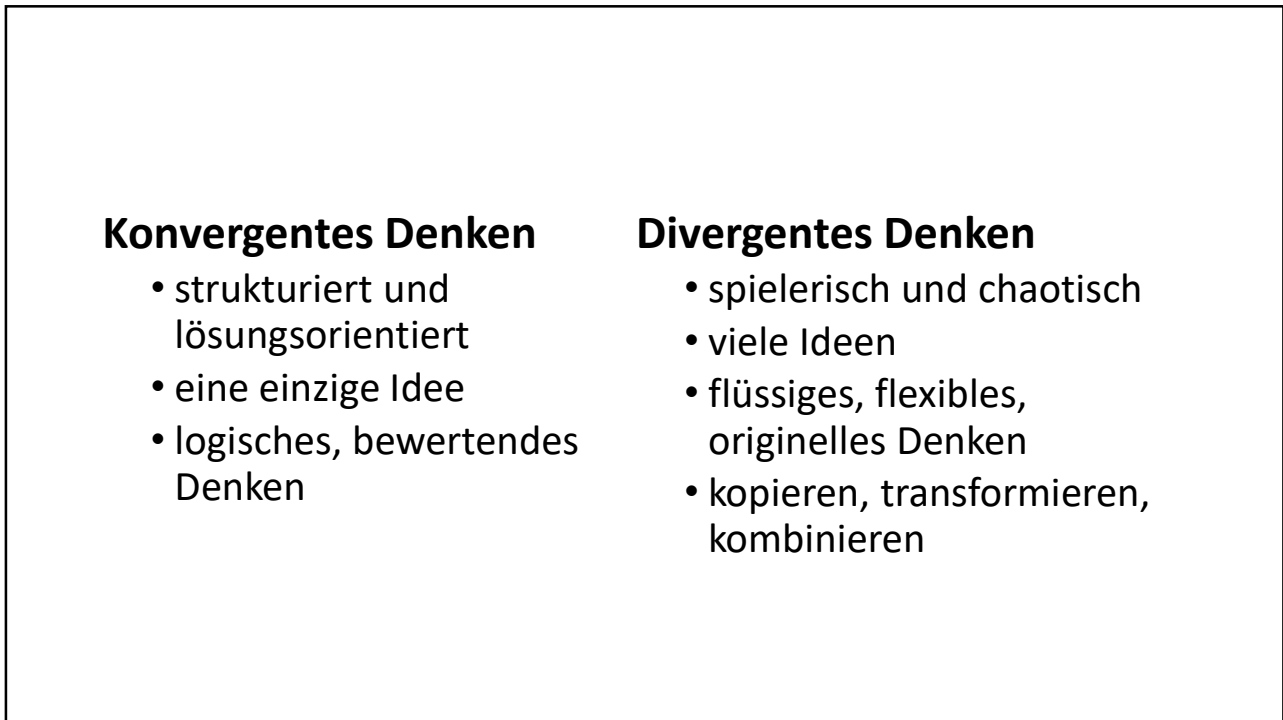 Konvergentes Denken
• strukturiert und
lösungsorientiert
• eine einzige Idee
• logisches, bewertendes
Denken
Divergentes Denken
• spielerisch und chaotisch
• viele Ideen
• flüssiges, flexibles,
originelles Denken
• kopieren, transformieren,
kombinieren